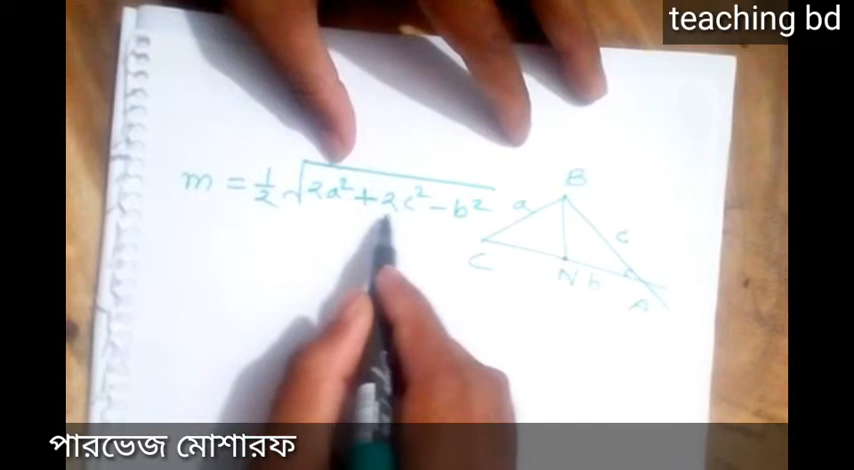 teaching bd
m = 1/2 √2a² + 2c² - b²
B
a
c
C
N b
A
পারভেজ মোশারফ